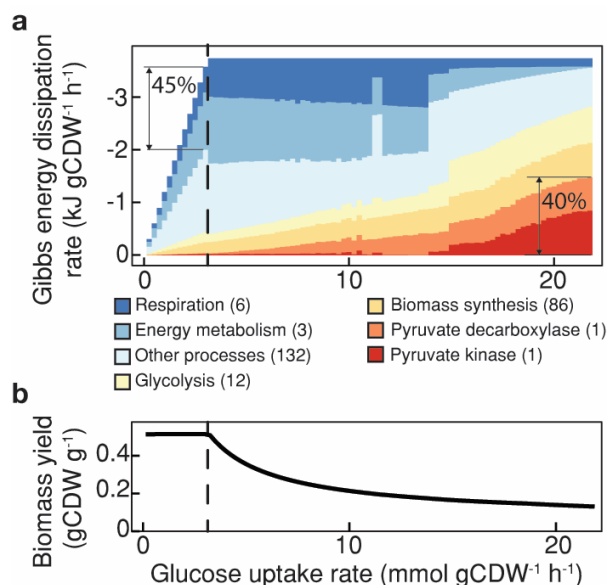 a
Gibbs energy dissipation
rate (kJ gCDW⁻¹ h⁻¹)
-3
-2
-1
0
45%
40%
0
10
20
Respiration (6)
Energy metabolism (3)
Other processes (132)
Glycolysis (12)
Biomass synthesis (86)
Pyruvate decarboxylase (1)
Pyruvate kinase (1)
b
Biomass yield
(gCDW g⁻¹)
0.4
0.2
0
0
10
20
Glucose uptake rate (mmol gCDW⁻¹ h⁻¹)